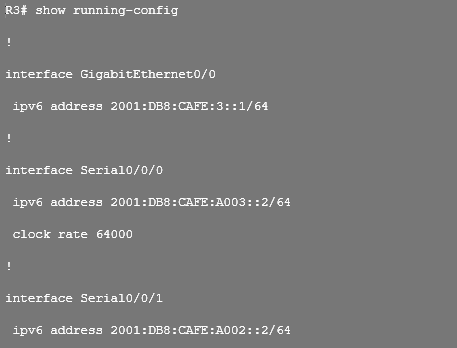 R3# show running-config
!
interface GigabitEthernet0/0
ipv6 address 2001:DB8:CAFE:3::1/64
!
interface Serial0/0/0
ipv6 address 2001:DB8:CAFE:A003::2/64
clock rate 64000
!
interface Serial0/0/1
ipv6 address 2001:DB8:CAFE:A002::2/64